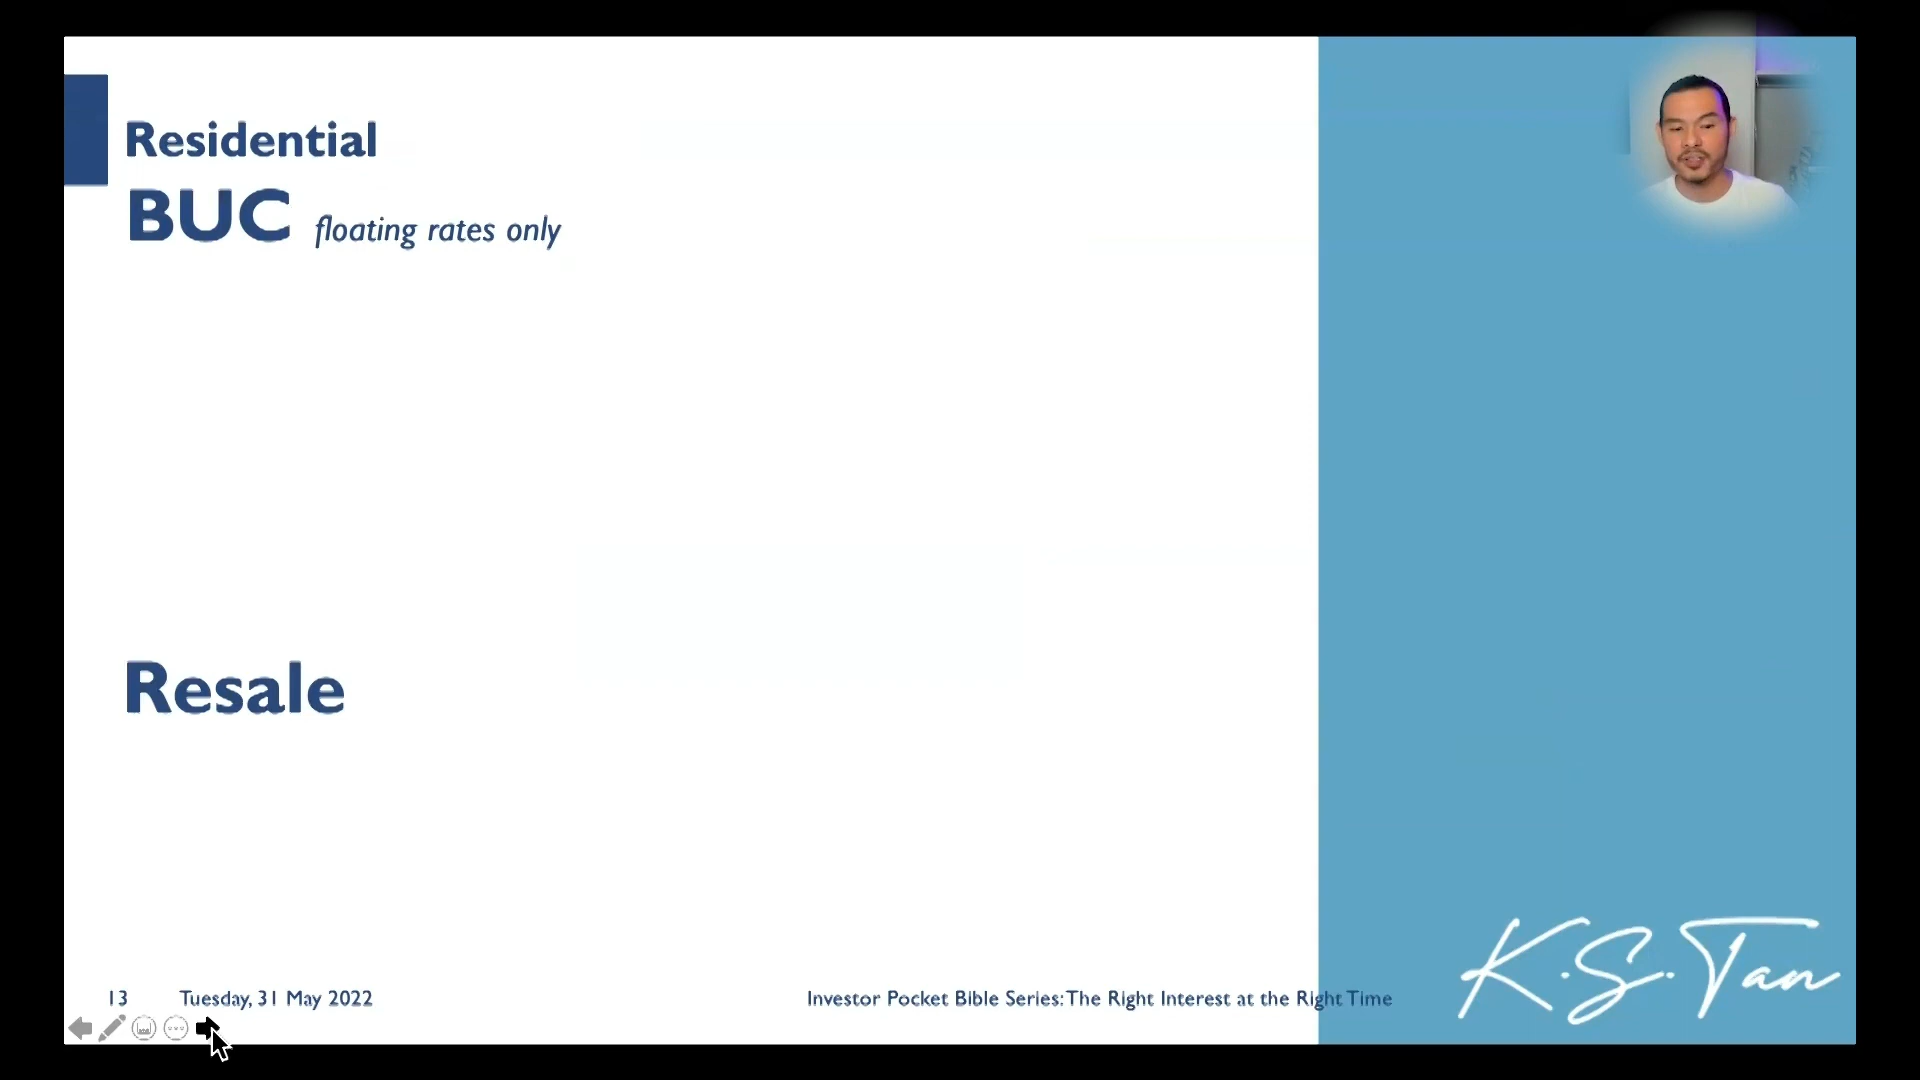 Residential
BUC floating rates only
Resale
13 Tuesday, 31 May 2022 Investor Pocket Bible Series: The Right Interest at the Right Time
K.S.Tan